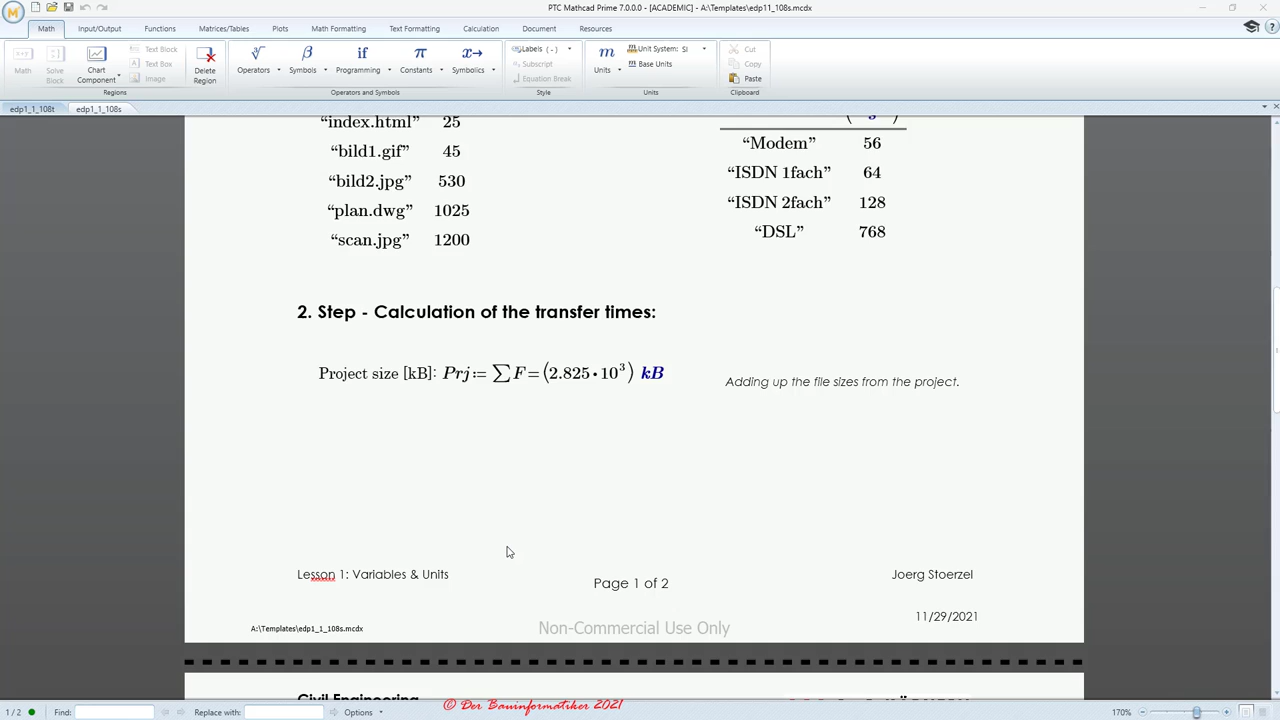 PTC Mathcad Prime 7.0.0.0 - [ACADEMIC] - A:\Templates\edp11_108s.mcdx
Math Input/Output Functions Matrices/Tables Plots Math Formatting Text Formatting Calculation Document Resources
Math
Solve Block
Chart Component
Text Block
Text Box
Image
Delete Region
Operators
Symbols
Programming
Constants
Symbolics
Labels ( - )
Subscript
Equation Break
Units
Unit System: SI
Base Units
Cut
Copy
Paste
Regions Operators and Symbols Style Units Clipboard
edp1_1_108t edp1_1_108s
“index.html” 25
“bild1.gif” 45
“bild2.jpg” 530
“plan.dwg” 1025
“scan.jpg” 1200
“Modem” 56
“ISDN 1fach” 64
“ISDN 2fach” 128
“DSL” 768
2. Step - Calculation of the transfer times:
Project size [kB]: Prj := ∑ F = (2.825 • 10³) kB
Adding up the file sizes from the project.
Lesson 1: Variables & Units
Page 1 of 2
Joerg Stoerzel
11/29/2021
A:\Templates\edp1_1_108s.mcdx
Non-Commercial Use Only
Civil Engineering
© Der Bauinformatiker 2021
1 / 2 Find: Replace with: Options 170%